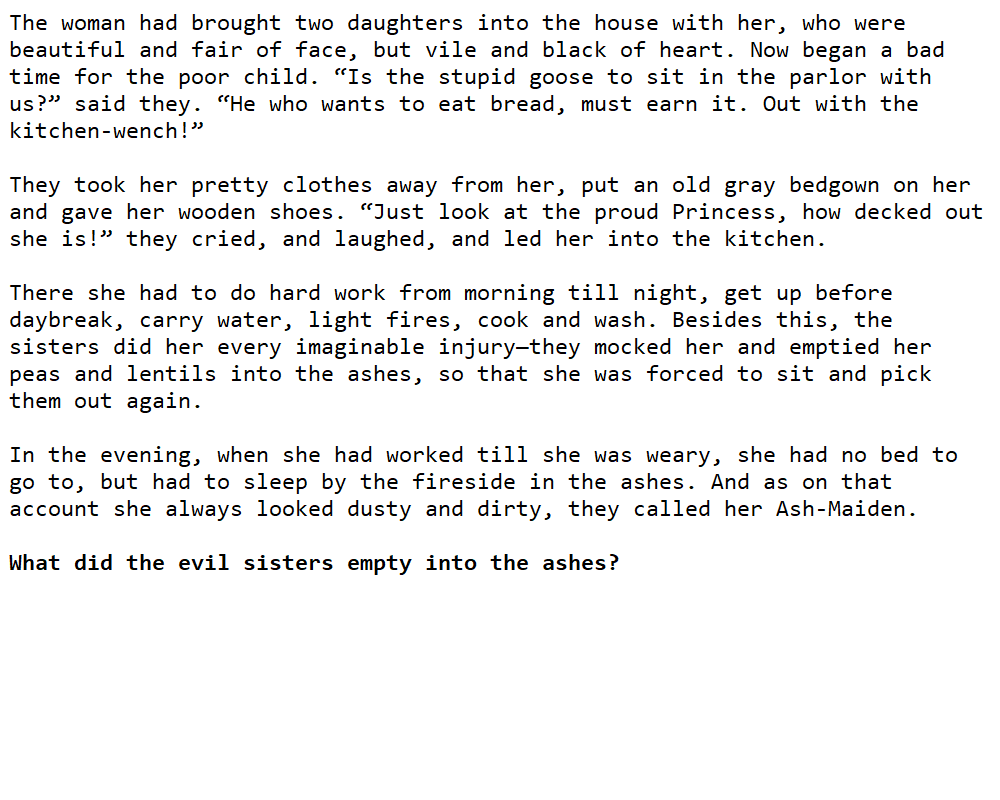 The woman had brought two daughters into the house with her, who were
beautiful and fair of face, but vile and black of heart. Now began a bad
time for the poor child. “Is the stupid goose to sit in the parlor with
us?” said they. “He who wants to eat bread, must earn it. Out with the
kitchen-wench!”
They took her pretty clothes away from her, put an old gray bedgown on her
and gave her wooden shoes. “Just look at the proud Princess, how decked out
she is!” they cried, and laughed, and led her into the kitchen.
There she had to do hard work from morning till night, get up before
daybreak, carry water, light fires, cook and wash. Besides this, the
sisters did her every imaginable injury—they mocked her and emptied her
peas and lentils into the ashes, so that she was forced to sit and pick
them out again.
In the evening, when she had worked till she was weary, she had no bed to
go to, but had to sleep by the fireside in the ashes. And as on that
account she always looked dusty and dirty, they called her Ash-Maiden.
What did the evil sisters empty into the ashes?